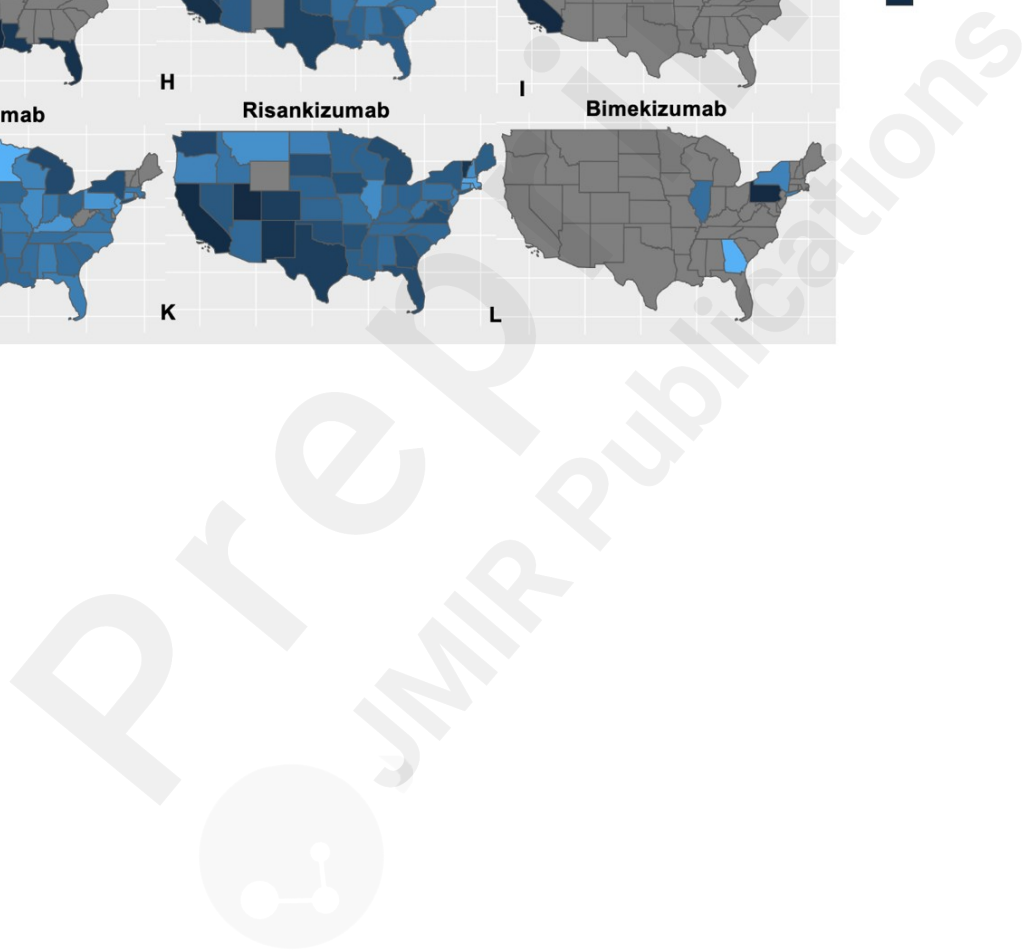 H
I
mab
Risankizumab
Bimekizumab
K
L
Preprint
JMIR Publications